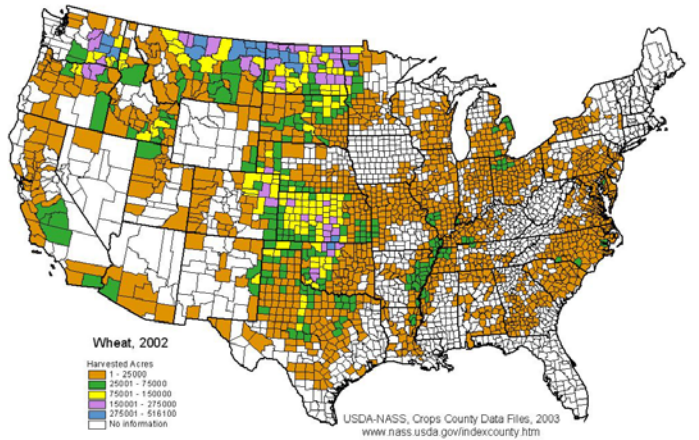 Wheat, 2002
Harvested Acres
1 - 25000
25001 - 75000
75001 - 150000
150001 - 275000
275001 - 516100
No information
USDA-NASS, Crops County Data Files, 2003
www.nass.usda.gov/indexcounty.htm